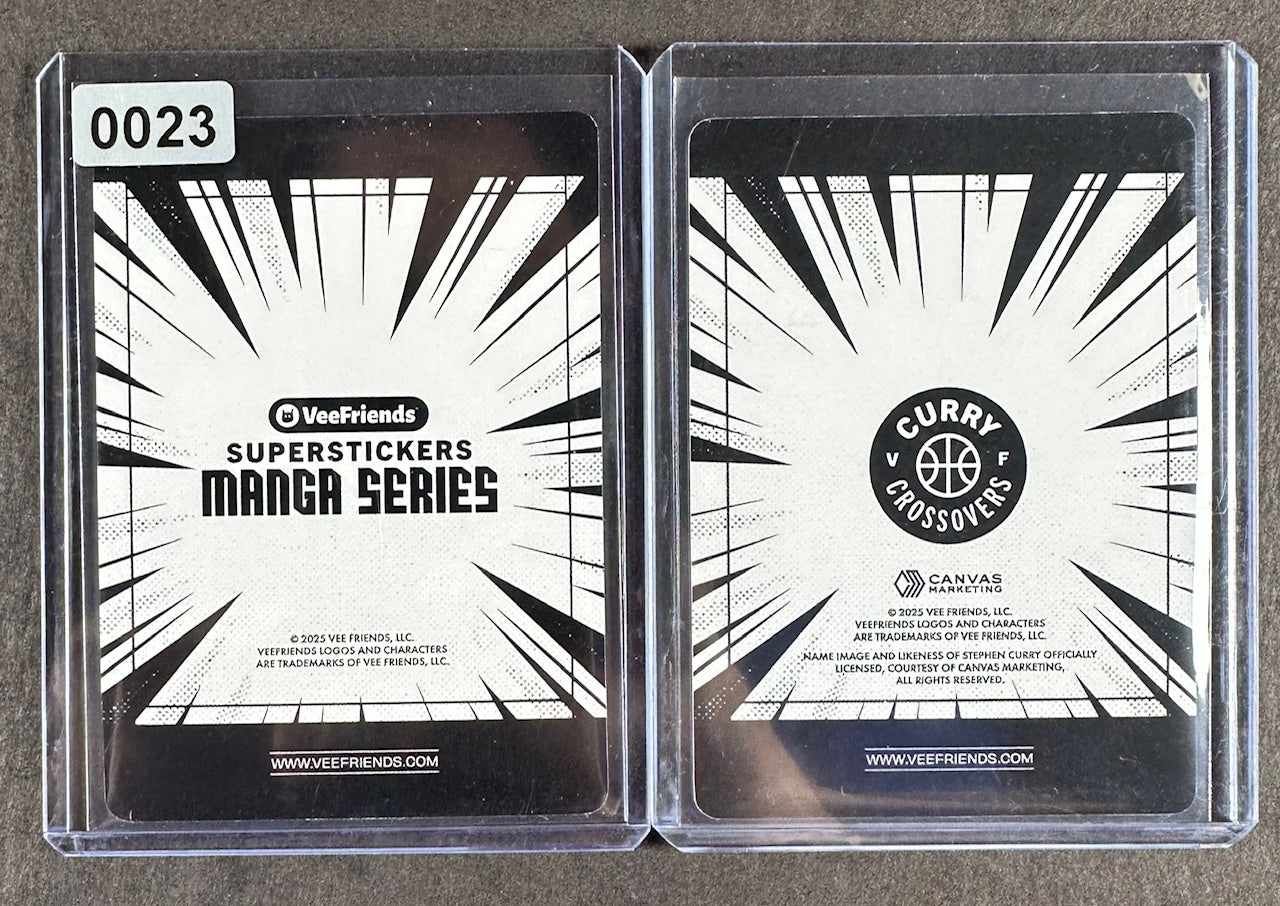 0023
VeeFriends
SUPERSTICKERS
MANGA SERIES
© 2025 VEE FRIENDS, LLC.
VEEFRIENDS LOGOS AND CHARACTERS
ARE TRADEMARKS OF VEE FRIENDS, LLC.
WWW.VEEFRIENDS.COM
CURRY
V F
CROSSOVERS
CANVAS
MARKETING
© 2025 VEE FRIENDS, LLC.
VEEFRIENDS LOGOS AND CHARACTERS
ARE TRADEMARKS OF VEE FRIENDS, LLC.
NAME IMAGE AND LIKENESS OF STEPHEN CURRY OFFICIALLY
LICENSED, COURTESY OF CANVAS MARKETING,
ALL RIGHTS RESERVED.
WWW.VEEFRIENDS.COM